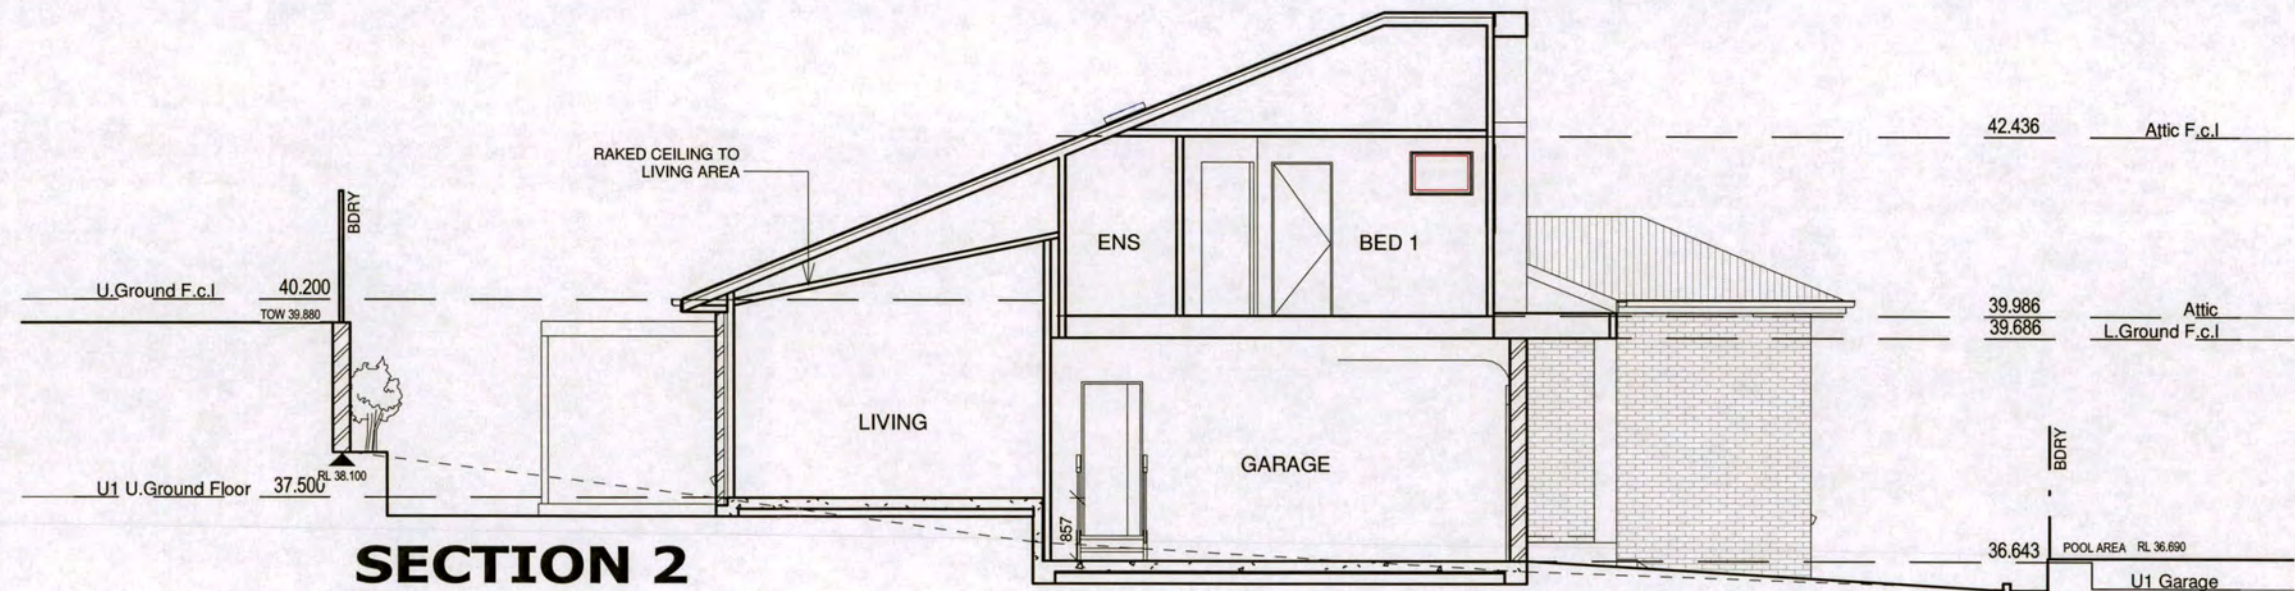 42.436 Attic F.c.l
RAKED CEILING TO
LIVING AREA
BDRY
ENS
BED 1
U.Ground F.c.l 40.200
TOW 39.880
39.986 Attic
39.686 L.Ground F.c.l
LIVING
GARAGE
BDRY
U1 U.Ground Floor 37.500
RL 38.100
857
SECTION 2
36.643 POOL AREA RL 36.690
U1 Garage